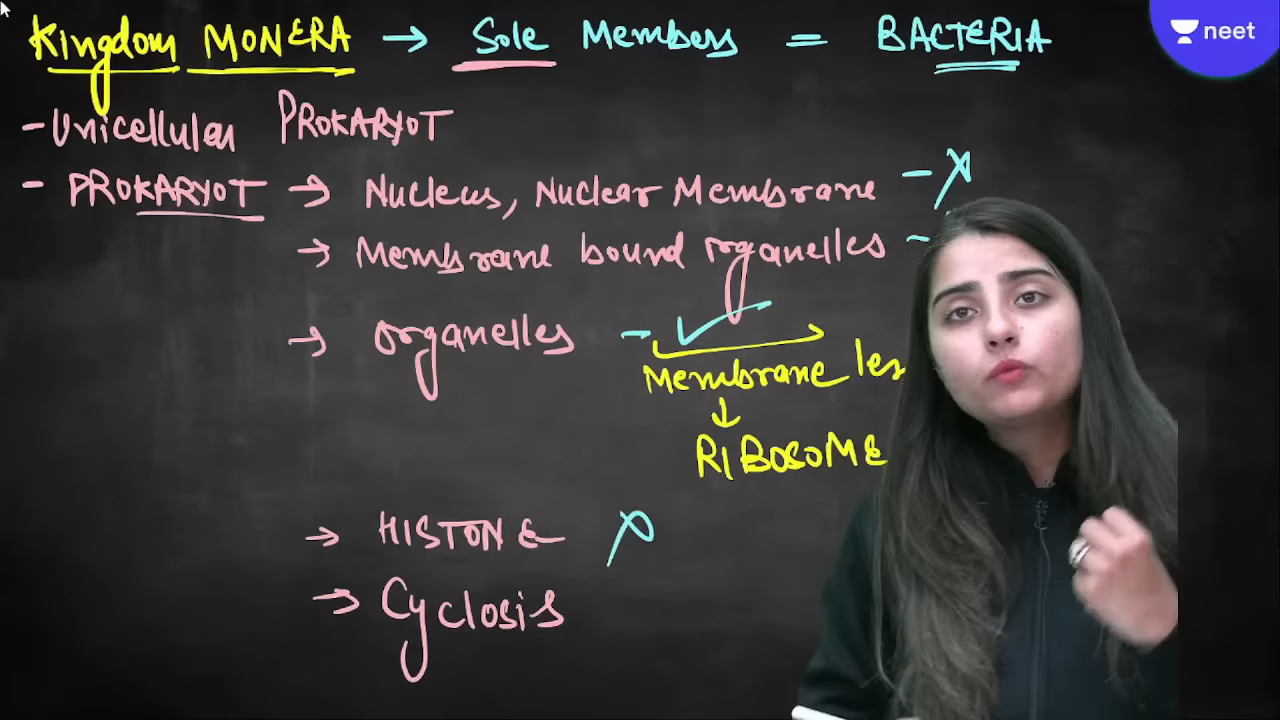 Kingdom MONERA → Sole Members = BACTERIA
neet
- Unicellular PROKARYOT
- PROKARYOT → Nucleus, Nuclear Membrane - X
→ Membrane bound organelles -
→ organelles - ✓
Membrane les
↓
RIBOSOME
→ HISTONE X
→ Cyclosis